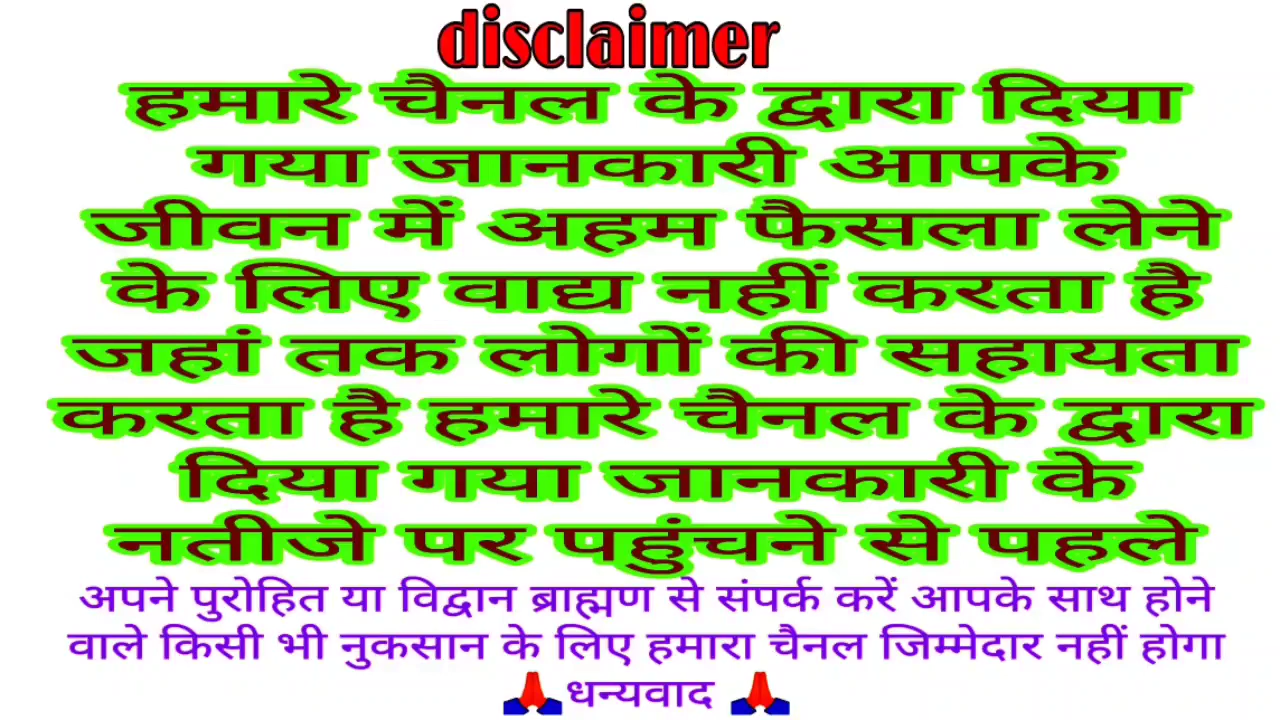 disclaimer
हमारे चैनल के द्वारा दिया
गया जानकारी आपके
जीवन में अहम फैसला लेने
के लिए वाद्य नहीं करता है
जहां तक लोगों की सहायता
करता है हमारे चैनल के द्वारा
दिया गया जानकारी के
नतीजे पर पहुंचने से पहले
अपने पुरोहित या विद्वान ब्राह्मण से संपर्क करें आपके साथ होने
वाले किसी भी नुकसान के लिए हमारा चैनल जिम्मेदार नहीं होगा
🙏धन्यवाद 🙏